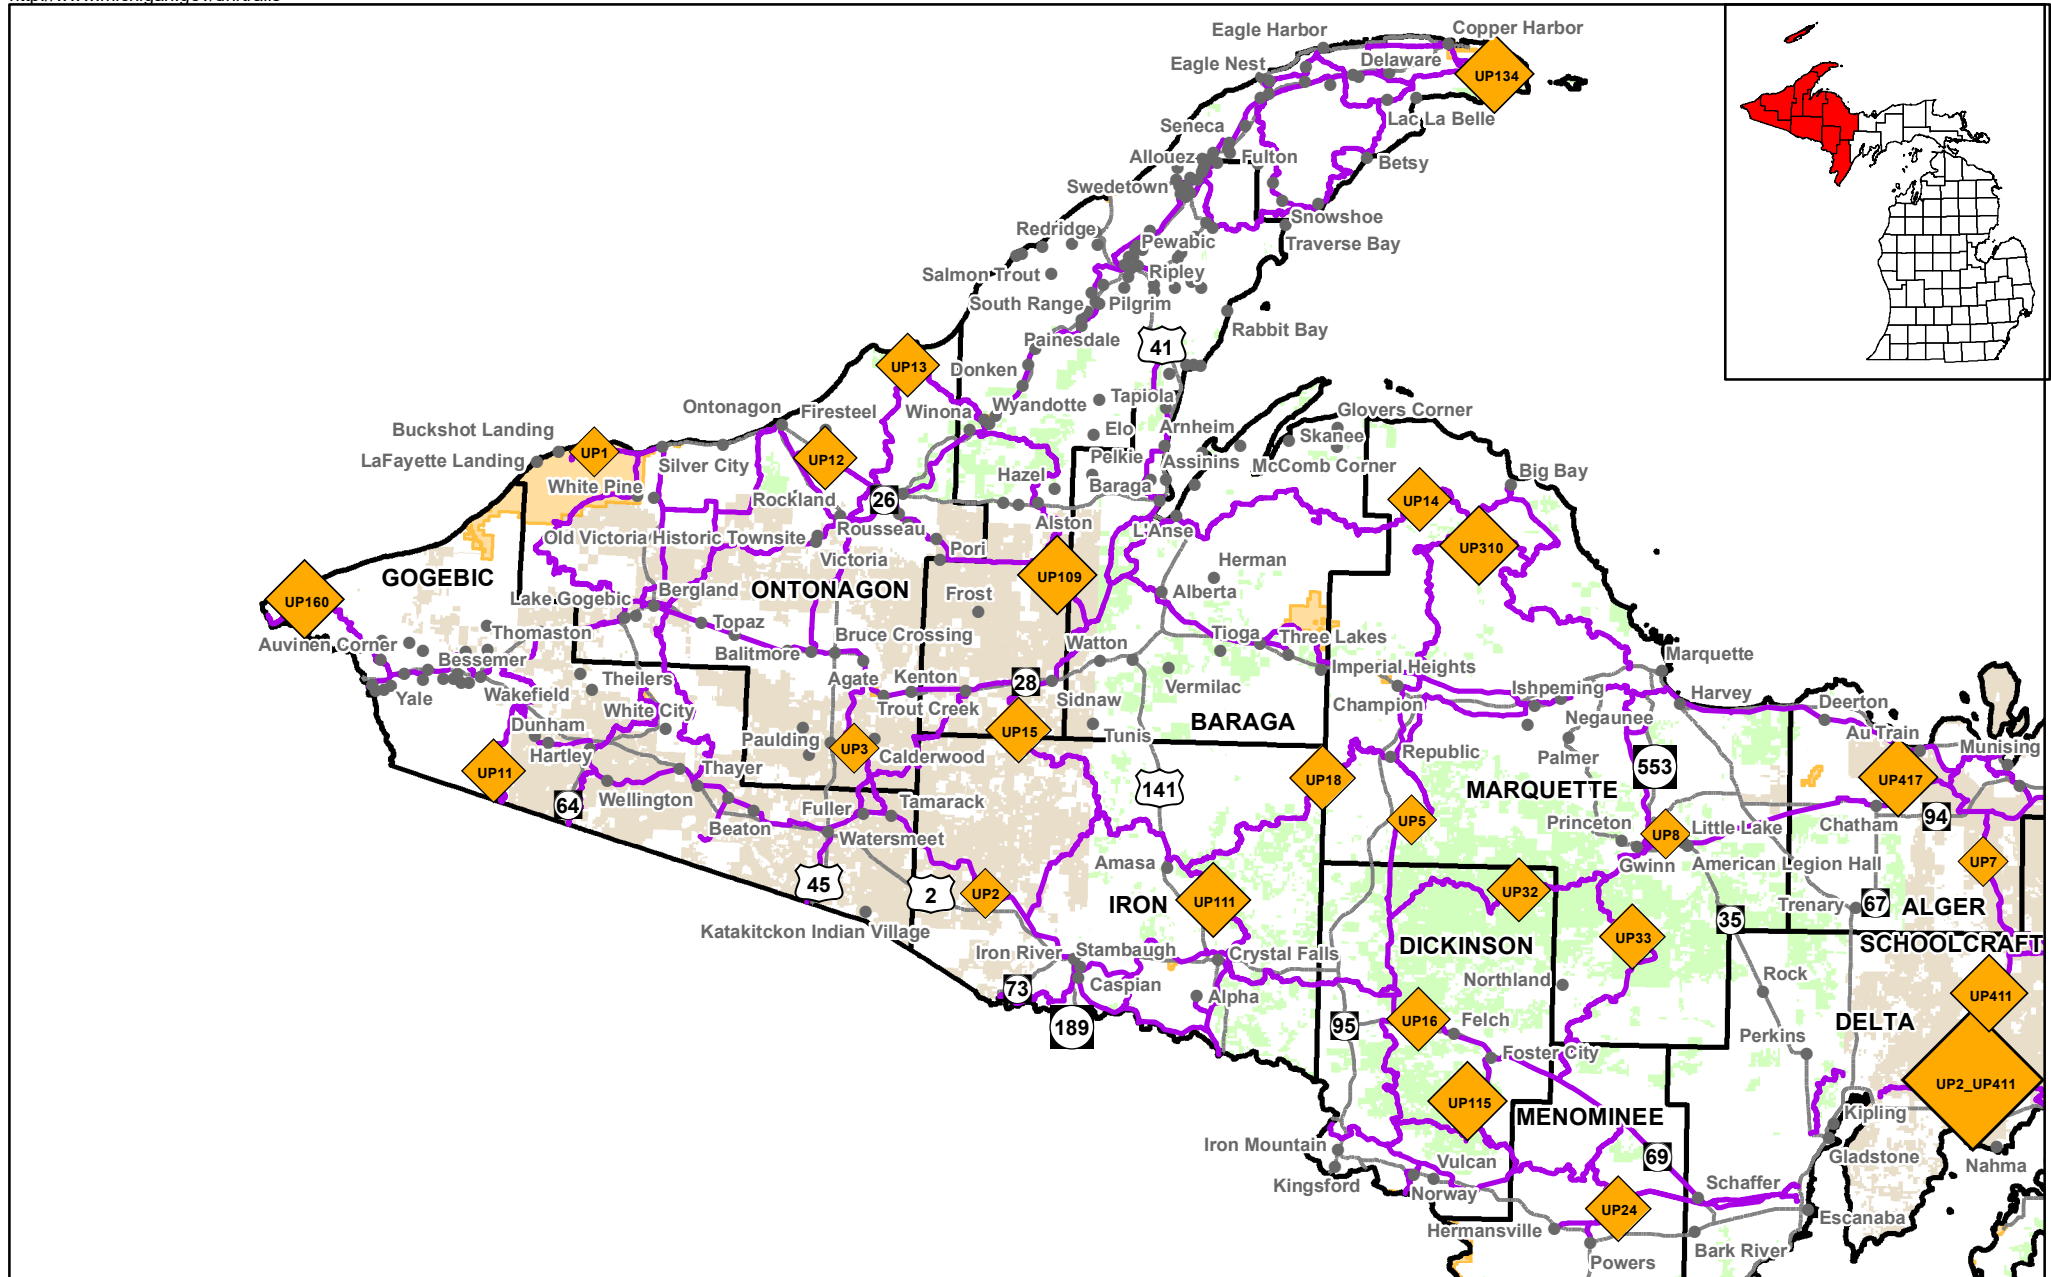 Eagle Harbor
Copper Harbor
Eagle Nest
Delaware
UP134
Lac La Belle
Seneca
Allouez
Fulton
Betsy
Swedetown
Snowshoe
Redridge
Pewabic
Traverse Bay
Salmon Trout
Ripley
South Range
Pilgrim
Rabbit Bay
Painesdale
41
UP13
Donken
Tapiola
Ontonagon
Firesteel
Winona
Wyandotte
Glovers Corner
Buckshot Landing
Elo
Arnheim
Skanee
LaFayette Landing
UP1
Silver City
UP12
Pelkie
Assinins
McComb Corner
Big Bay
White Pine
Rockland
26
Hazel
Baraga
UP14
Old Victoria Historic Townsite
Rousseau
Alston
L'Anse
UP310
Victoria
Pori
Herman
GOGEBIC
ONTONAGON
UP109
UP160
Lake Gogebic
Bergland
Frost
Alberta
Auvinen Corner
Thomaston
Topaz
Bruce Crossing
Watton
Tioga
Three Lakes
Bessemer
Balitmore
Marquette
Yale
Wakefield
Theilers
Agate
Kenton
28
Sidnaw
Vermilac
Imperial Heights
Ishpeming
Harvey
White City
Trout Creek
BARAGA
Champion
Negaunee
Deerton
Dunham
Paulding
UP3
Calderwood
UP15
Tunis
Republic
Palmer
553
Au Train
Munising
UP11
Hartley
Thayer
141
UP18
MARQUETTE
UP417
64
Wellington
Fuller
Tamarack
UP5
Princeton
UP8
Little Lake
Chatham
94
Beaton
Watersmeet
Amasa
Gwinn
American Legion Hall
UP7
45
2
UP2
IRON
UP111
UP32
Trenary
67
ALGER
Katakitckon Indian Village
UP33
35
DICKINSON
SCHOOLCRAFT
Iron River
Stambaugh
Crystal Falls
Northland
Rock
73
Caspian
Alpha
UP411
189
95
UP16
Felch
DELTA
Perkins
Foster City
UP2_UP411
UP115
MENOMINEE
Kipling
Iron Mountain
Vulcan
69
Gladstone
Nahma
Kingsford
Norway
Schaffer
UP24
Escanaba
Hermansville
Bark River
Powers